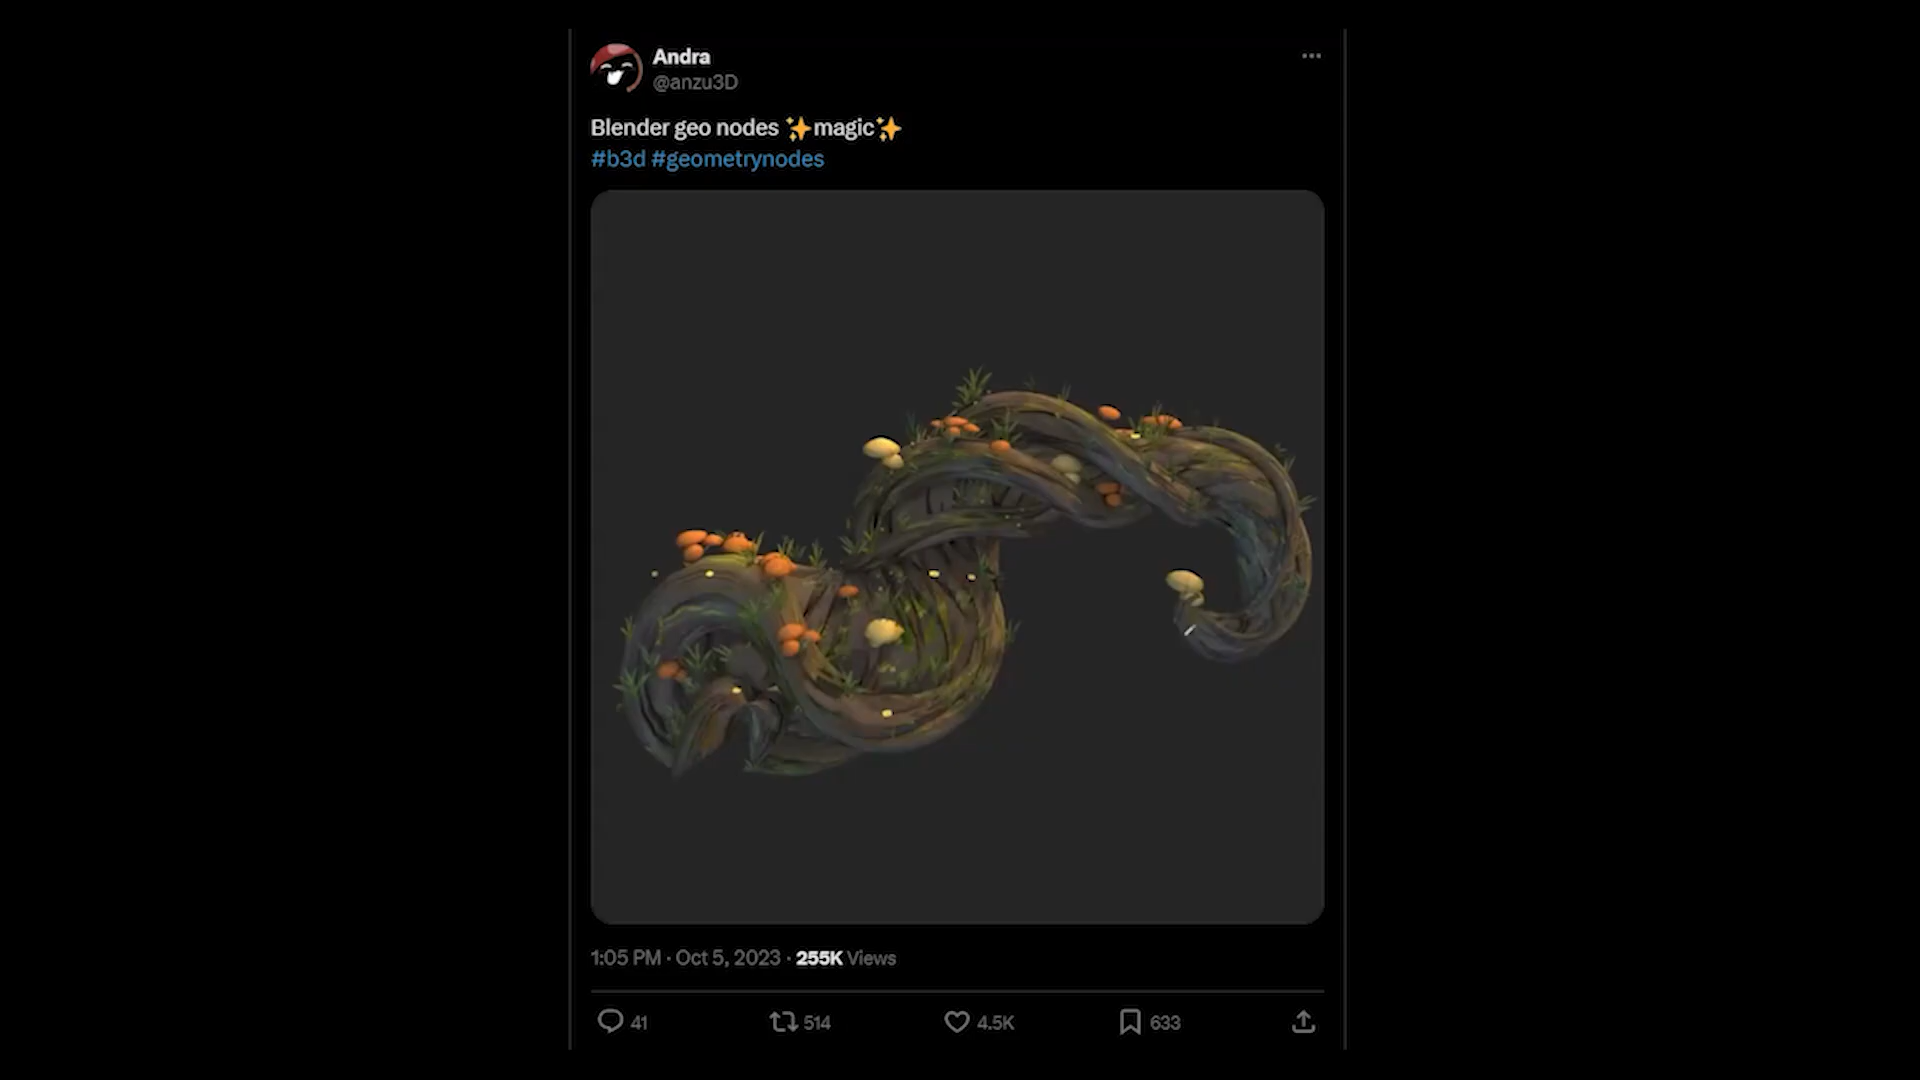 Andra
@anzu3D
Blender geo nodes ✨magic✨
#b3d #geometrynodes
1:05 PM · Oct 5, 2023 · 255K Views
41 514 4.5K 633